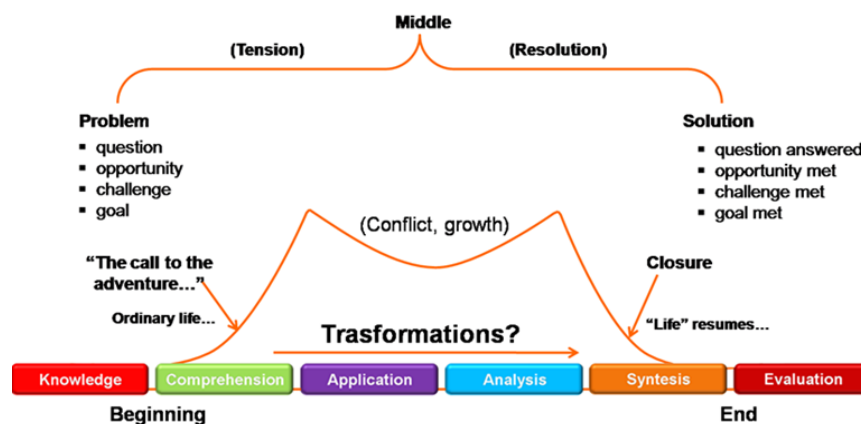 Middle
(Tension)
(Resolution)
Problem
▪ question
▪ opportunity
▪ challenge
▪ goal
Solution
▪ question answered
▪ opportunity met
▪ challenge met
▪ goal met
(Conflict, growth)
“The call to the
adventure…”
Ordinary life…
Closure
“Life” resumes…
Trasformations?
Knowledge
Comprehension
Application
Analysis
Syntesis
Evaluation
Beginning
End